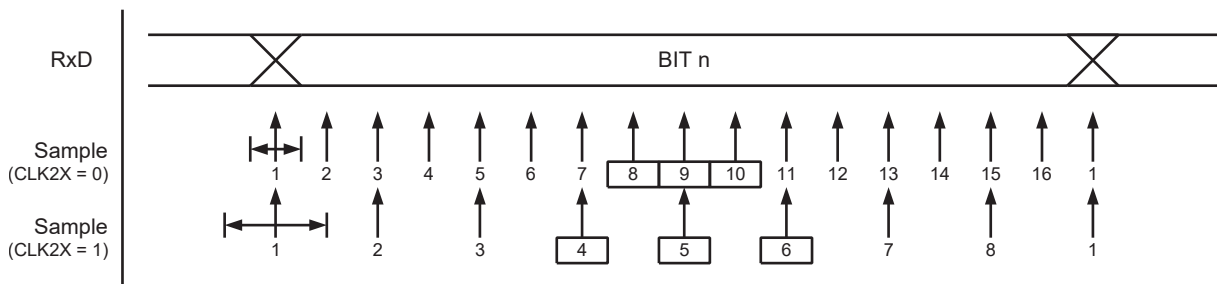 RxD BIT n
Sample
(CLK2X = 0) 1 2 3 4 5 6 7 8 9 10 11 12 13 14 15 16 1
Sample
(CLK2X = 1) 1 2 3 4 5 6 7 8 1